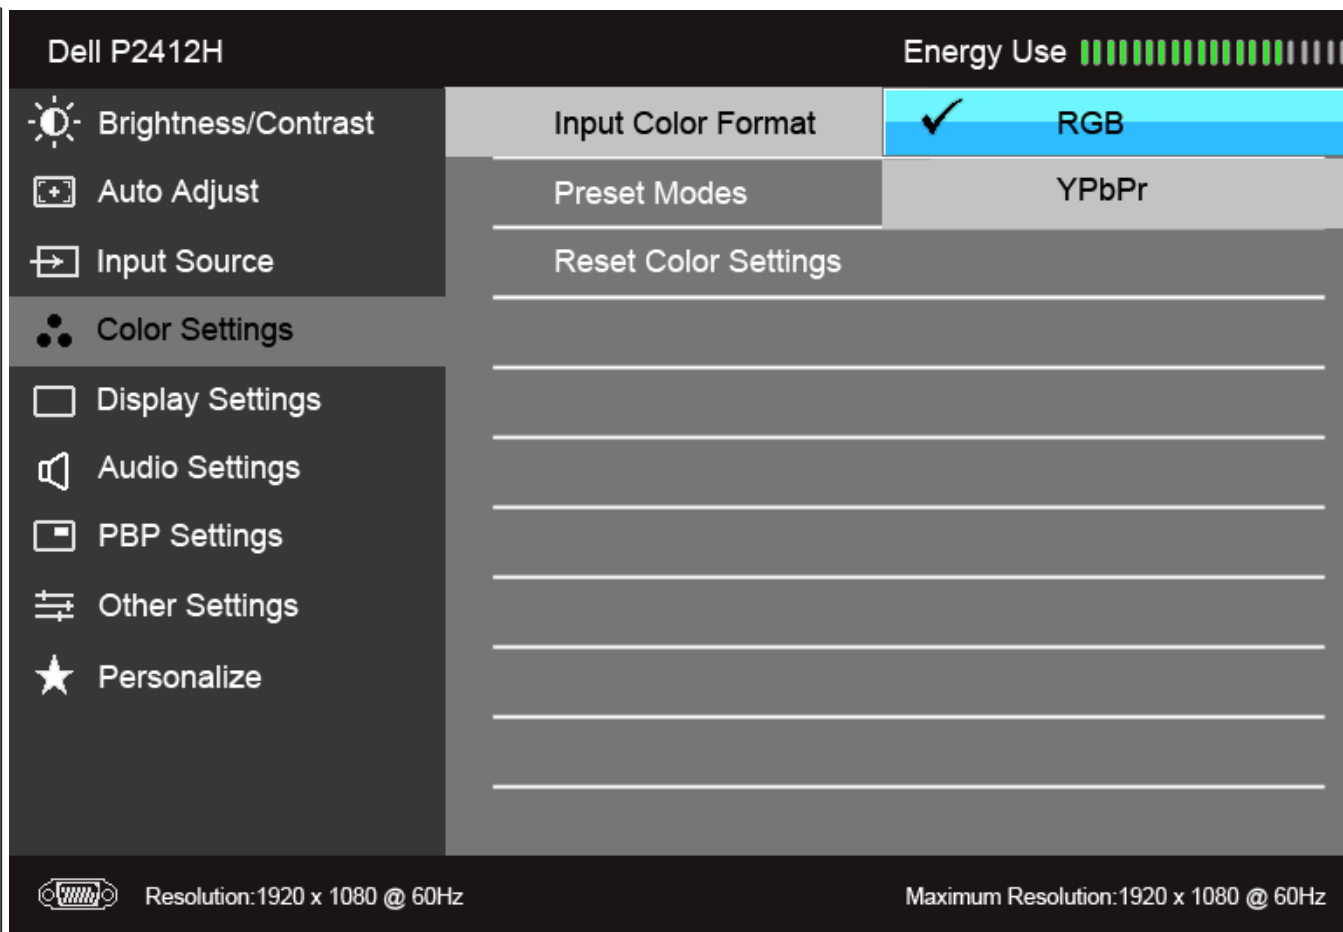 Dell P2412H
Energy Use
Brightness/Contrast
Input Color Format
RGB
Auto Adjust
Preset Modes
YPbPr
Input Source
Reset Color Settings
Color Settings
Display Settings
Audio Settings
PBP Settings
Other Settings
Personalize
Resolution:1920 x 1080 @ 60Hz
Maximum Resolution:1920 x 1080 @ 60Hz